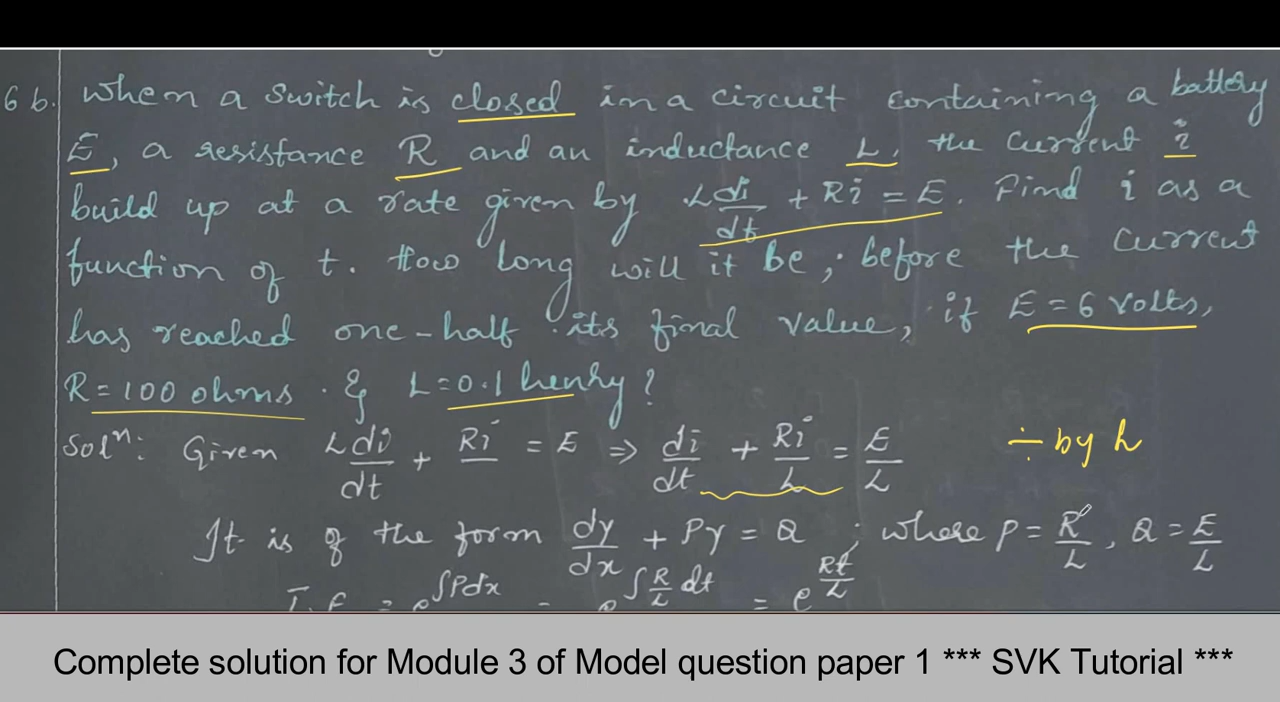 6 b. When a switch is closed in a circuit containing a battery
E, a resistance R and an inductance L, the current i
build up at a rate given by L di/dt + Ri = E. Find i as a
function of t. How long will it be, before the current
has reached one-half its final value, if E = 6 volts,
R = 100 ohms & L = 0.1 henry?
Solⁿ: Given L di/dt + Ri = E ⇒ di/dt + Ri/L = E/L ÷ by L
It is of the form dy/dx + Py = Q ; where P = R/L, Q = E/L
I.F = e^∫Pdx = e^∫R/L dt = e^Rt/L
Complete solution for Module 3 of Model question paper 1 *** SVK Tutorial ***